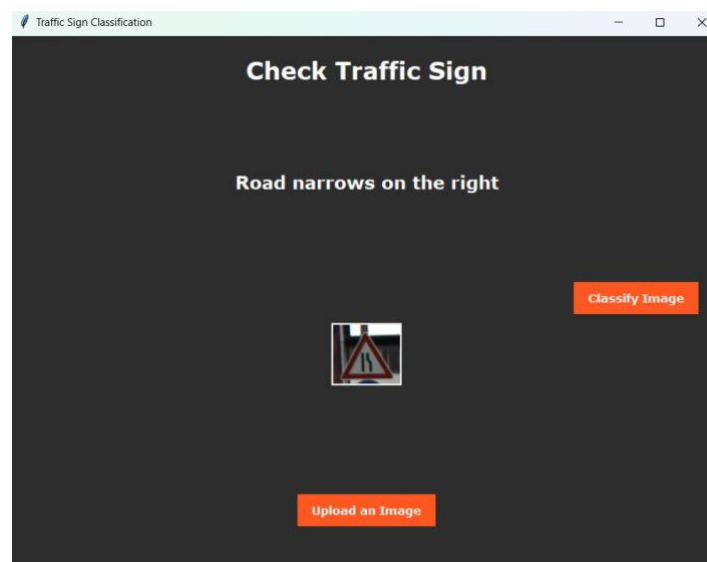 Traffic Sign Classification
Check Traffic Sign
Road narrows on the right
Classify Image
Upload an Image